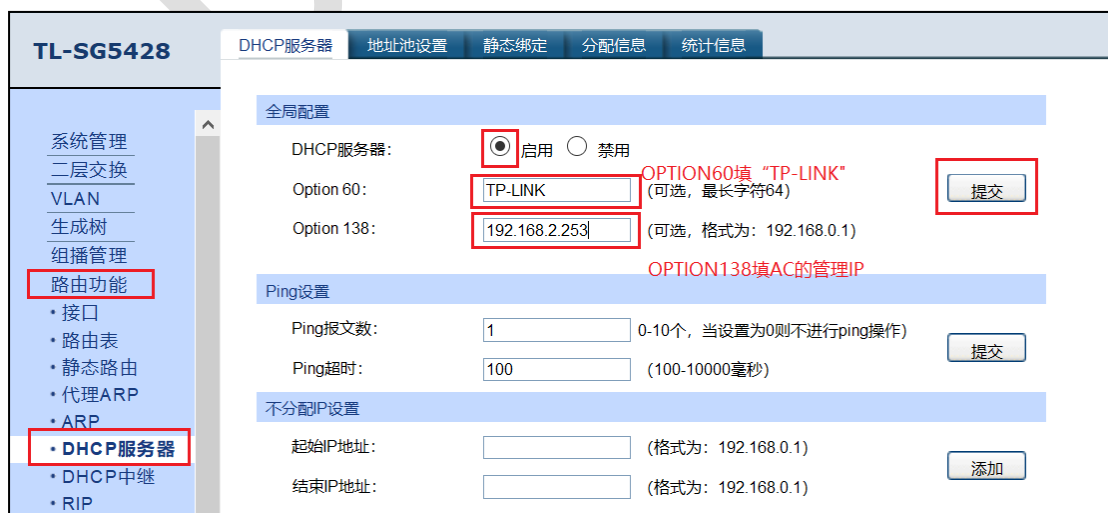 TL-SG5428
DHCP服务器 地址池设置 静态绑定 分配信息 统计信息
系统管理
二层交换
VLAN
生成树
组播管理
路由功能
・接口
・路由表
・静态路由
・代理ARP
・ARP
・DHCP服务器
・DHCP中继
・RIP
全局配置
DHCP服务器： 启用 禁用
OPTION60填“TP-LINK"
Option 60： TP-LINK (可选，最长字符64) 提交
Option 138： 192.168.2.253 (可选，格式为：192.168.0.1)
OPTION138填AC的管理IP
Ping设置
Ping报文数： 1 0-10个，当设置为0则不进行ping操作)
提交
Ping超时： 100 (100-10000毫秒)
不分配IP设置
起始IP地址： (格式为：192.168.0.1)
添加
结束IP地址： (格式为：192.168.0.1)